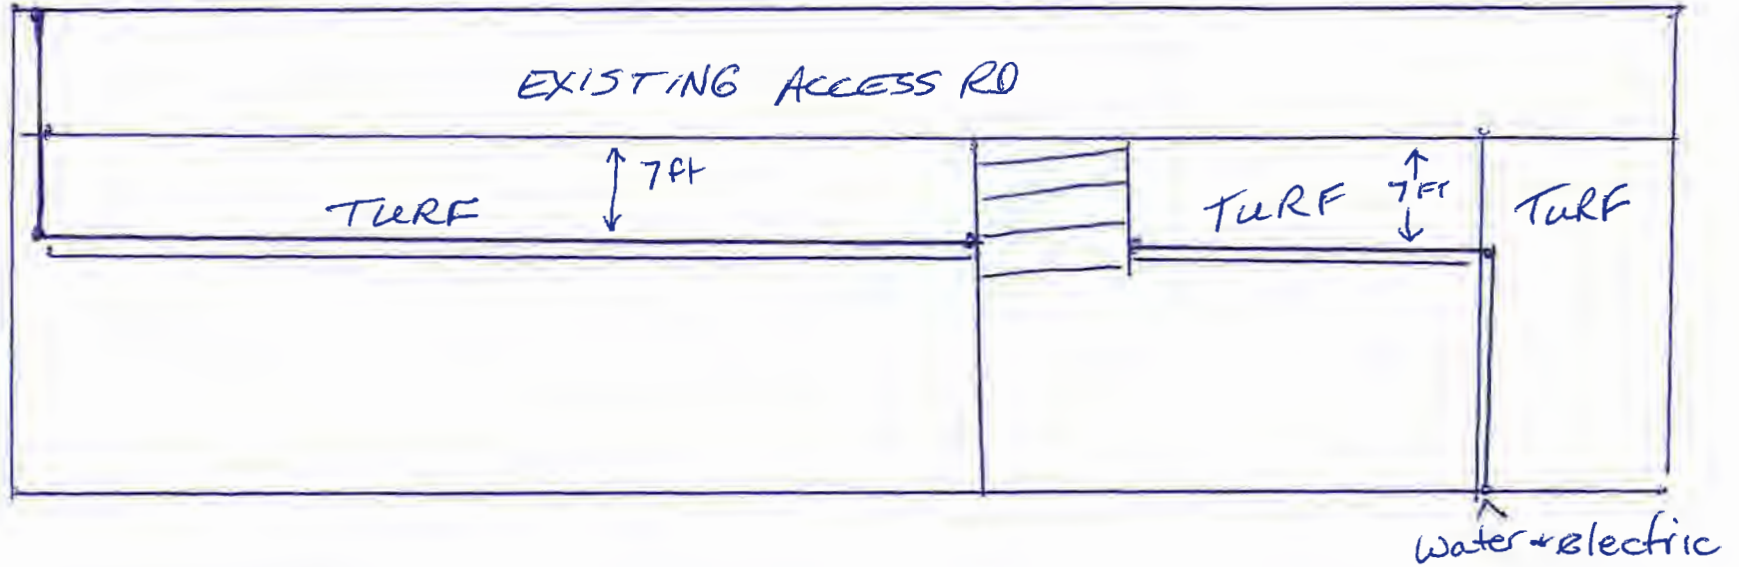 EXISTING ACCESS RD
7ft
TURF
TURF
7FT
TURF
Water + electric